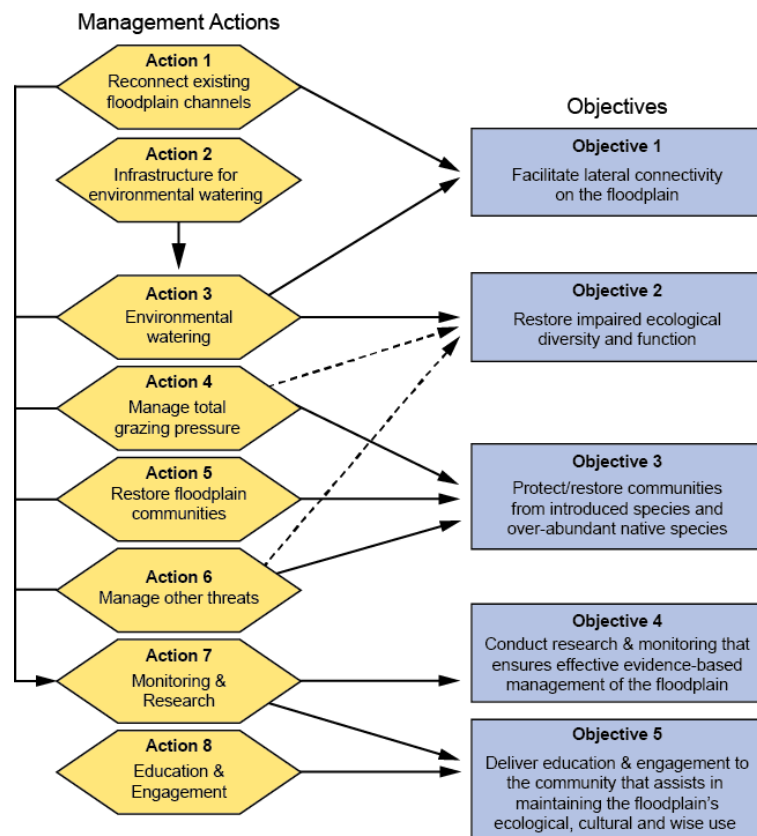 Management Actions
Action 1
Reconnect existing
floodplain channels
Action 2
Infrastructure for
environmental watering
Action 3
Environmental
watering
Action 4
Manage total
grazing pressure
Action 5
Restore floodplain
communities
Action 6
Manage other threats
Action 7
Monitoring &
Research
Action 8
Education &
Engagement
Objectives
Objective 1
Facilitate lateral connectivity
on the floodplain
Objective 2
Restore impaired ecological
diversity and function
Objective 3
Protect/restore communities
from introduced species and
over-abundant native species
Objective 4
Conduct research & monitoring that
ensures effective evidence-based
management of the floodplain
Objective 5
Deliver education & engagement to
the community that assists in
maintaining the floodplain's
ecological, cultural and wise use